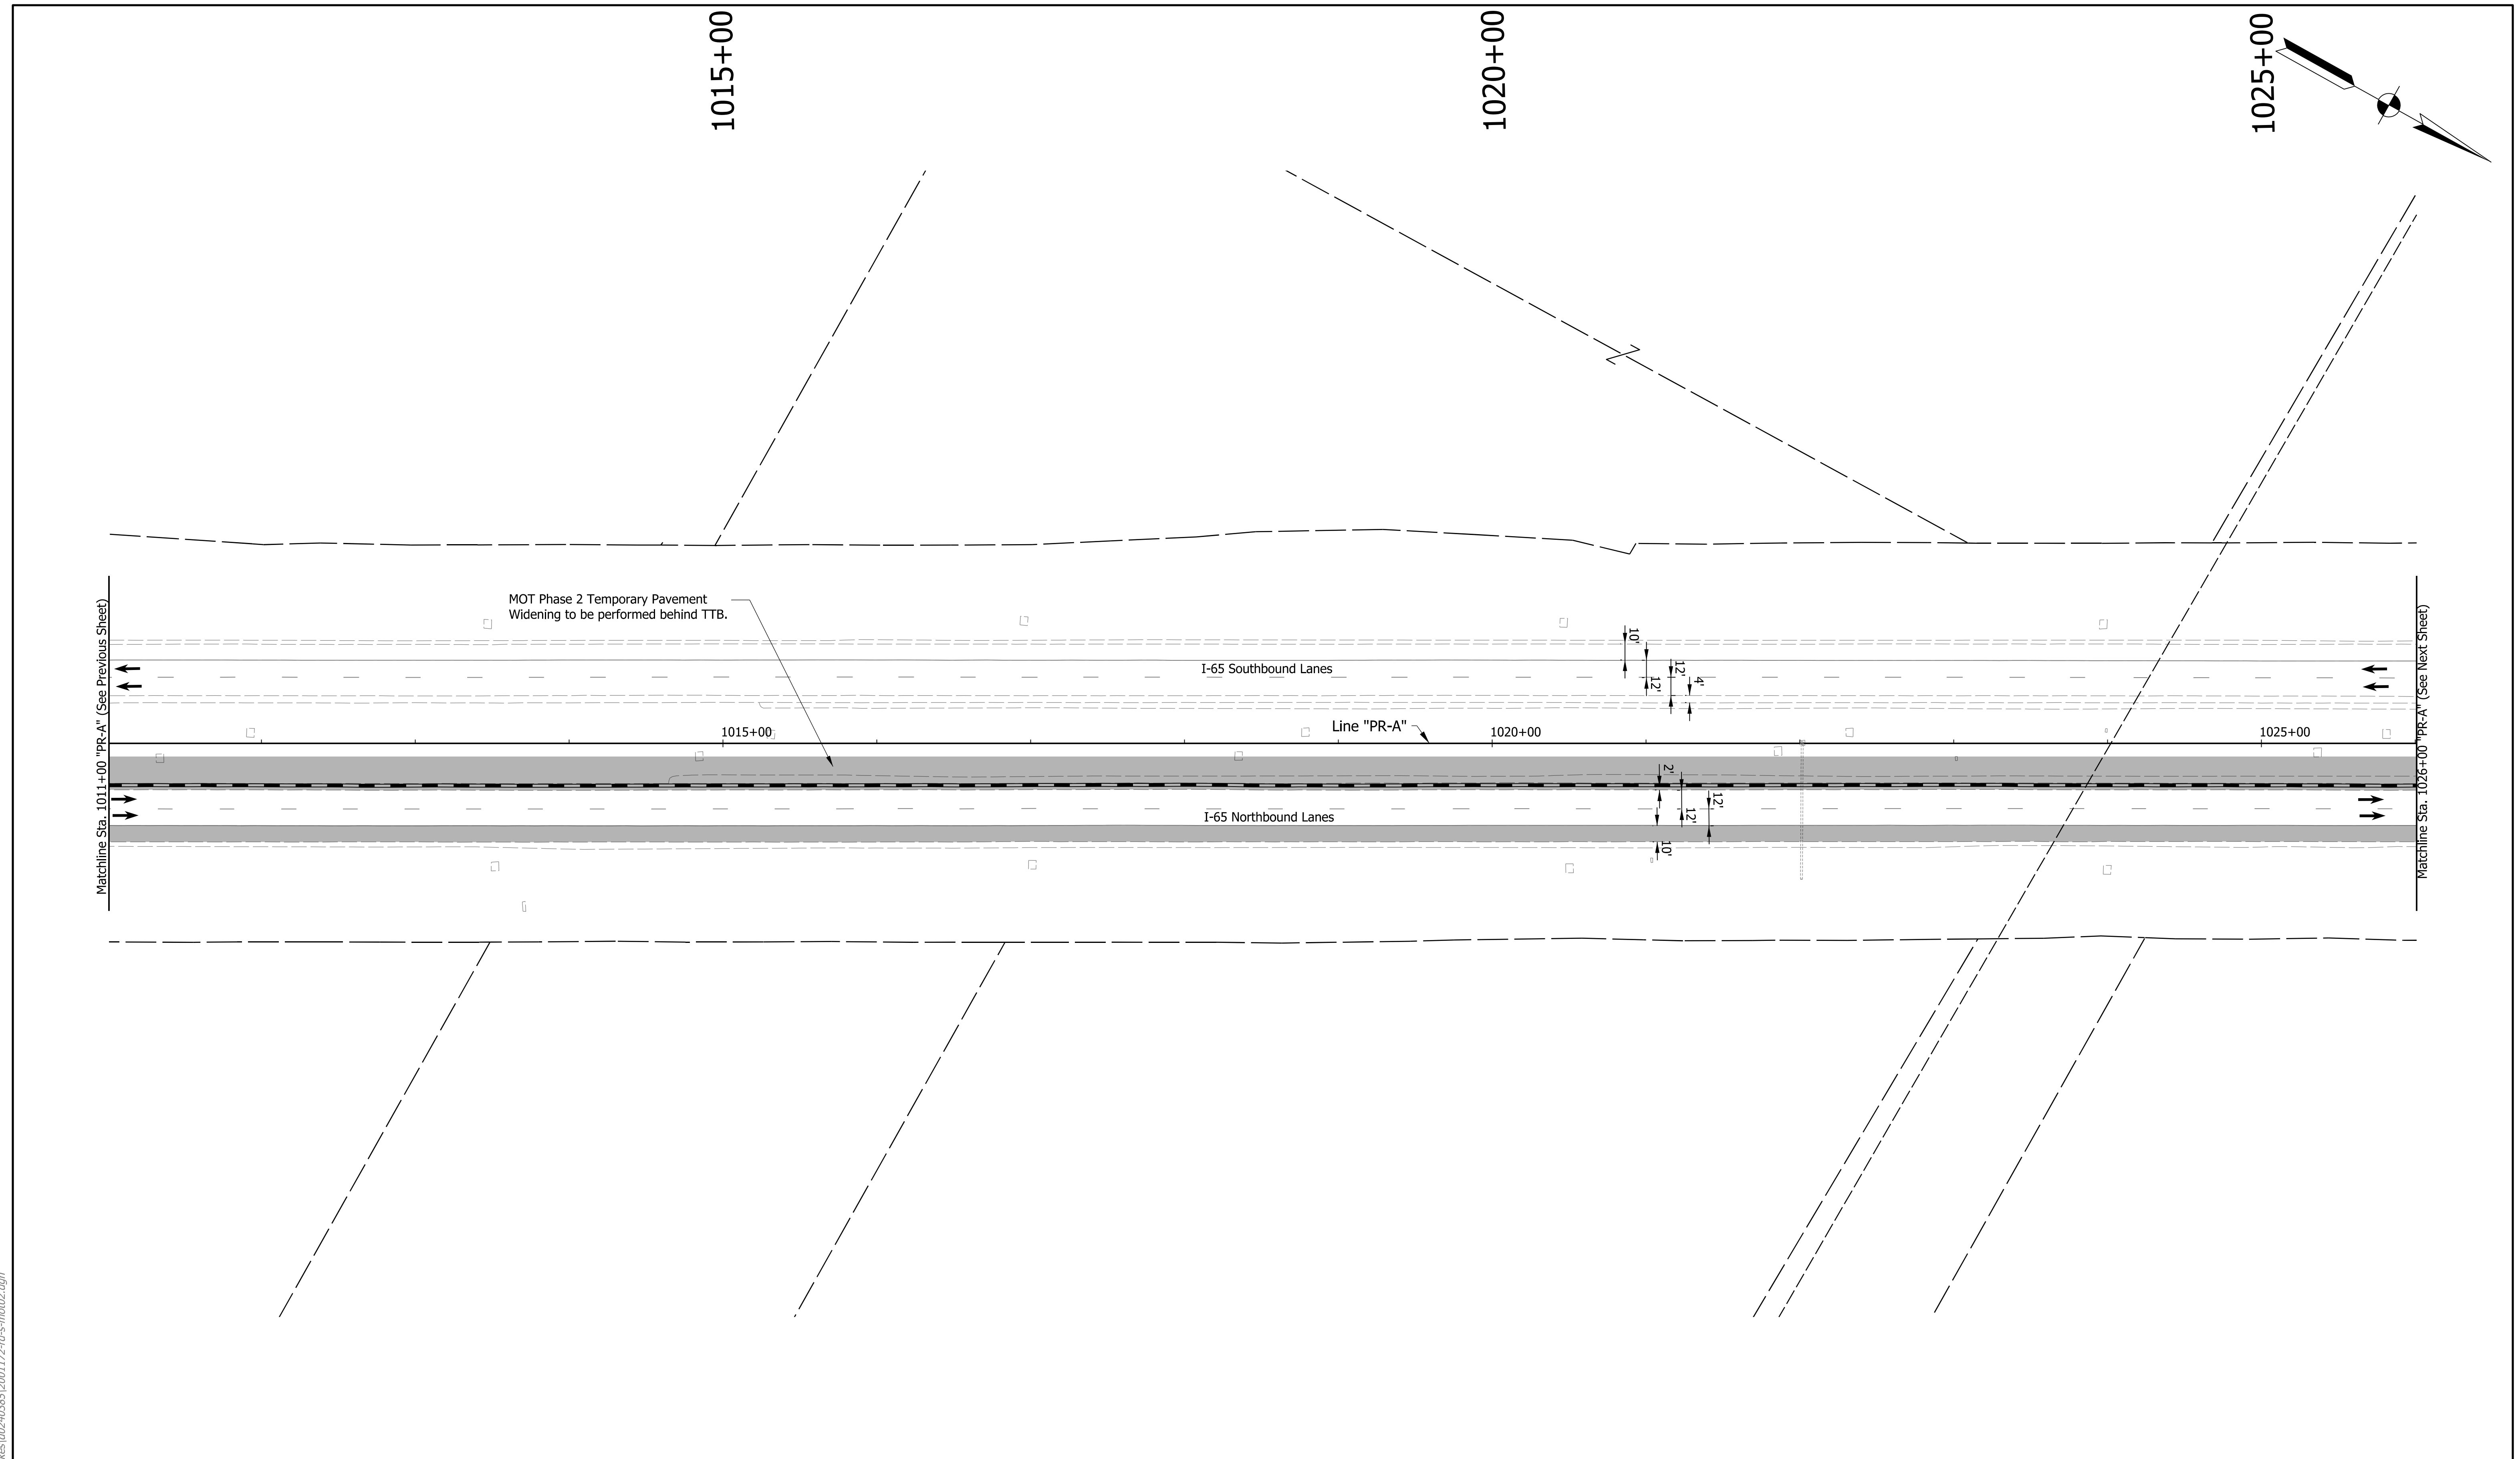 1015+00
1020+00
1025+00
MOT Phase 2 Temporary Pavement
Widening to be performed behind TTB.
Matchline Sta. 1011+00 "PR-A" (See Previous Sheet)
Matchline Sta. 1026+00 "PR-A" (See Next Sheet)
10'
12'
12'
4'
I-65 Southbound Lanes
Line "PR-A"
1015+00
1020+00
1025+00
2'
12'
12'
10'
I-65 Northbound Lanes